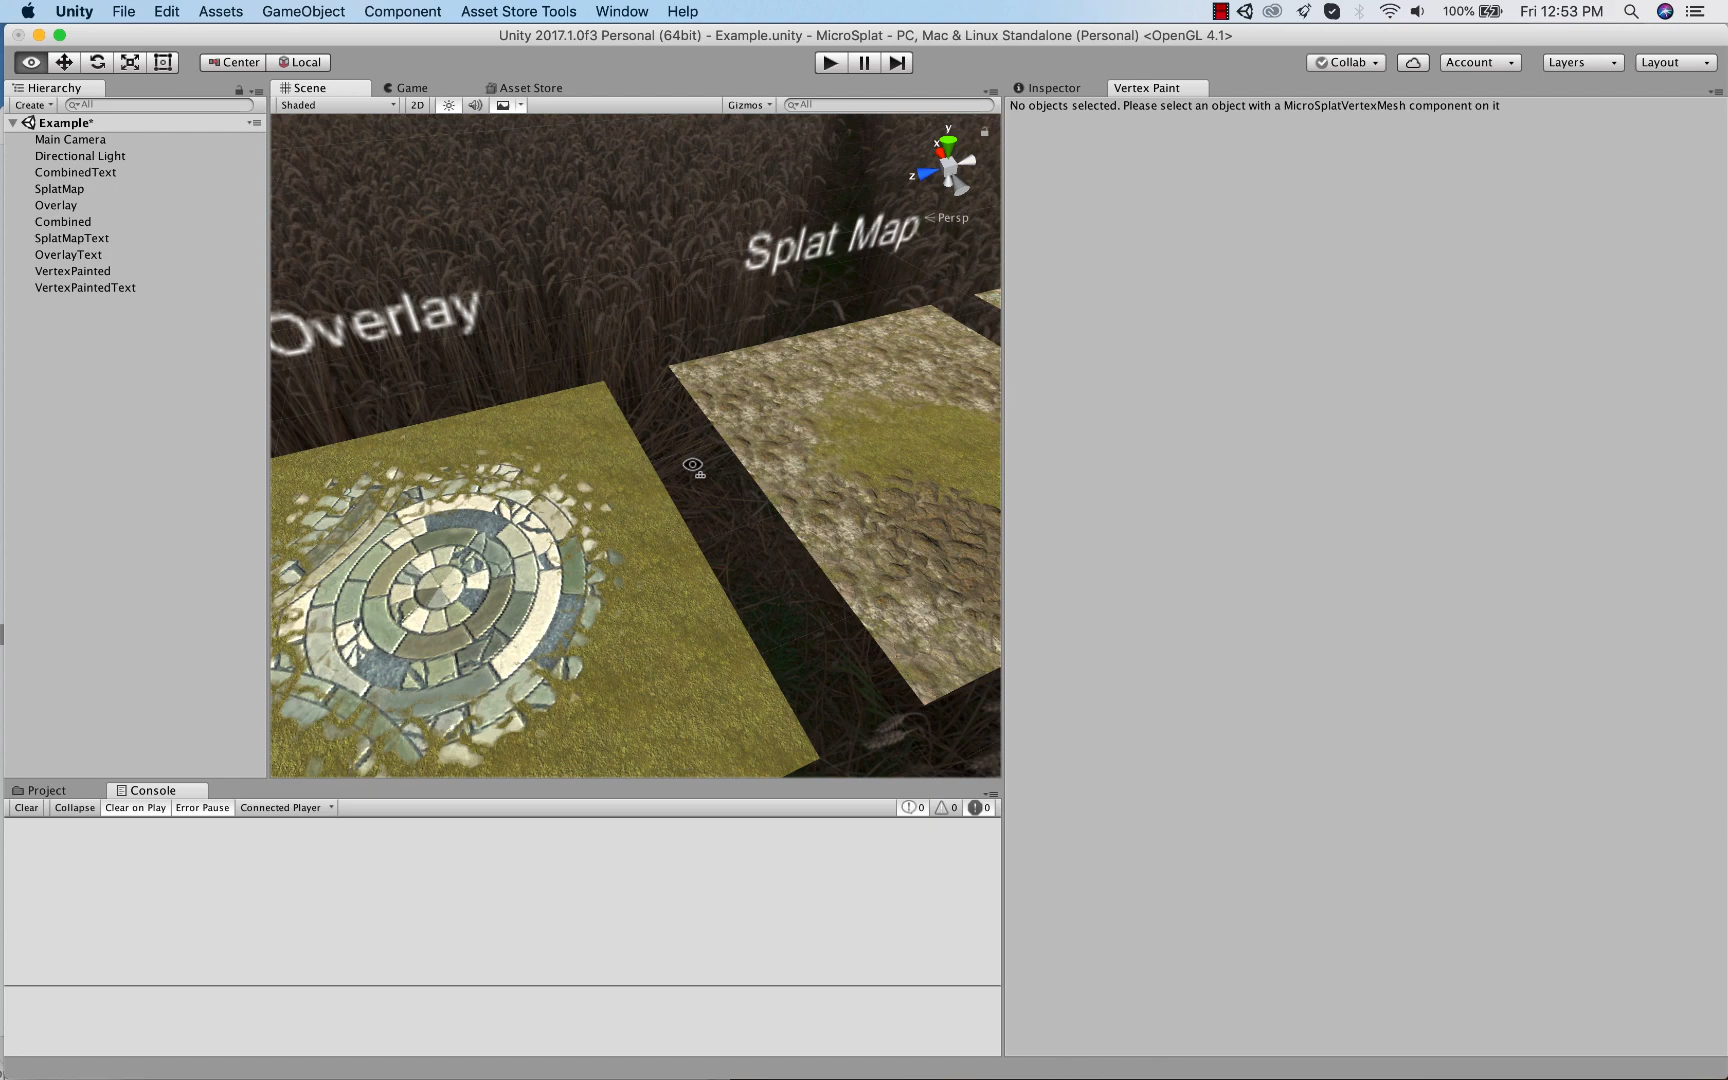 Unity File Edit Assets GameObject Component Asset Store Tools Window Help 100% Fri 12:53 PM
Unity 2017.1.0f3 Personal (64bit) - Example.unity - MicroSplat - PC, Mac & Linux Standalone (Personal) <OpenGL 4.1>
Center Local Collab Account Layers Layout
Hierarchy Scene Game Asset Store Inspector Vertex Paint
Create All Shaded 2D Gizmos All
No objects selected. Please select an object with a MicroSplatVertexMesh component on it
Example*
Main Camera
Directional Light
CombinedText
SplatMap
Overlay
Combined
SplatMapText
OverlayText
VertexPainted
VertexPaintedText
y
x
z
Persp
Splat Map
Overlay
Project Console
Clear Collapse Clear on Play Error Pause Connected Player 0 0 0